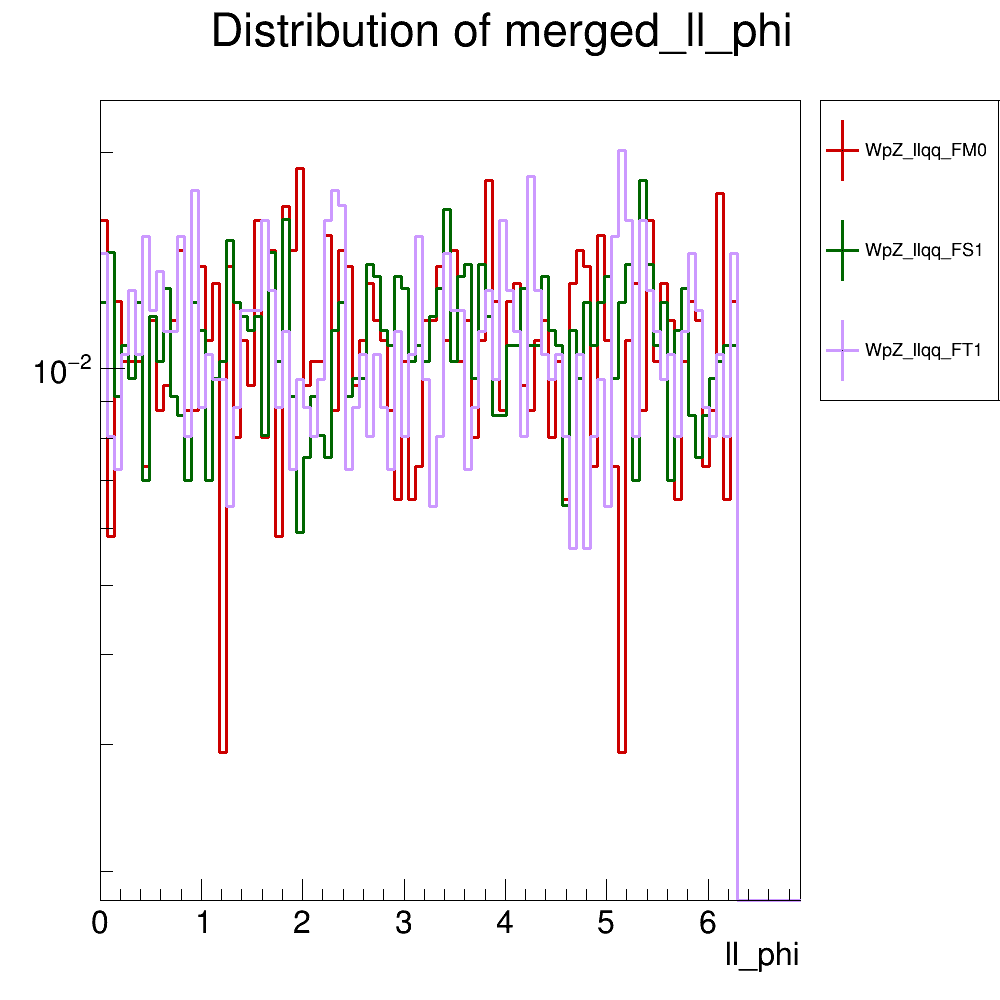 Distribution of merged_ll_phi
WpZ_llqq_FM0
WpZ_llqq_FS1
WpZ_llqq_FT1
10−2
0 1 2 3 4 5 6
ll_phi